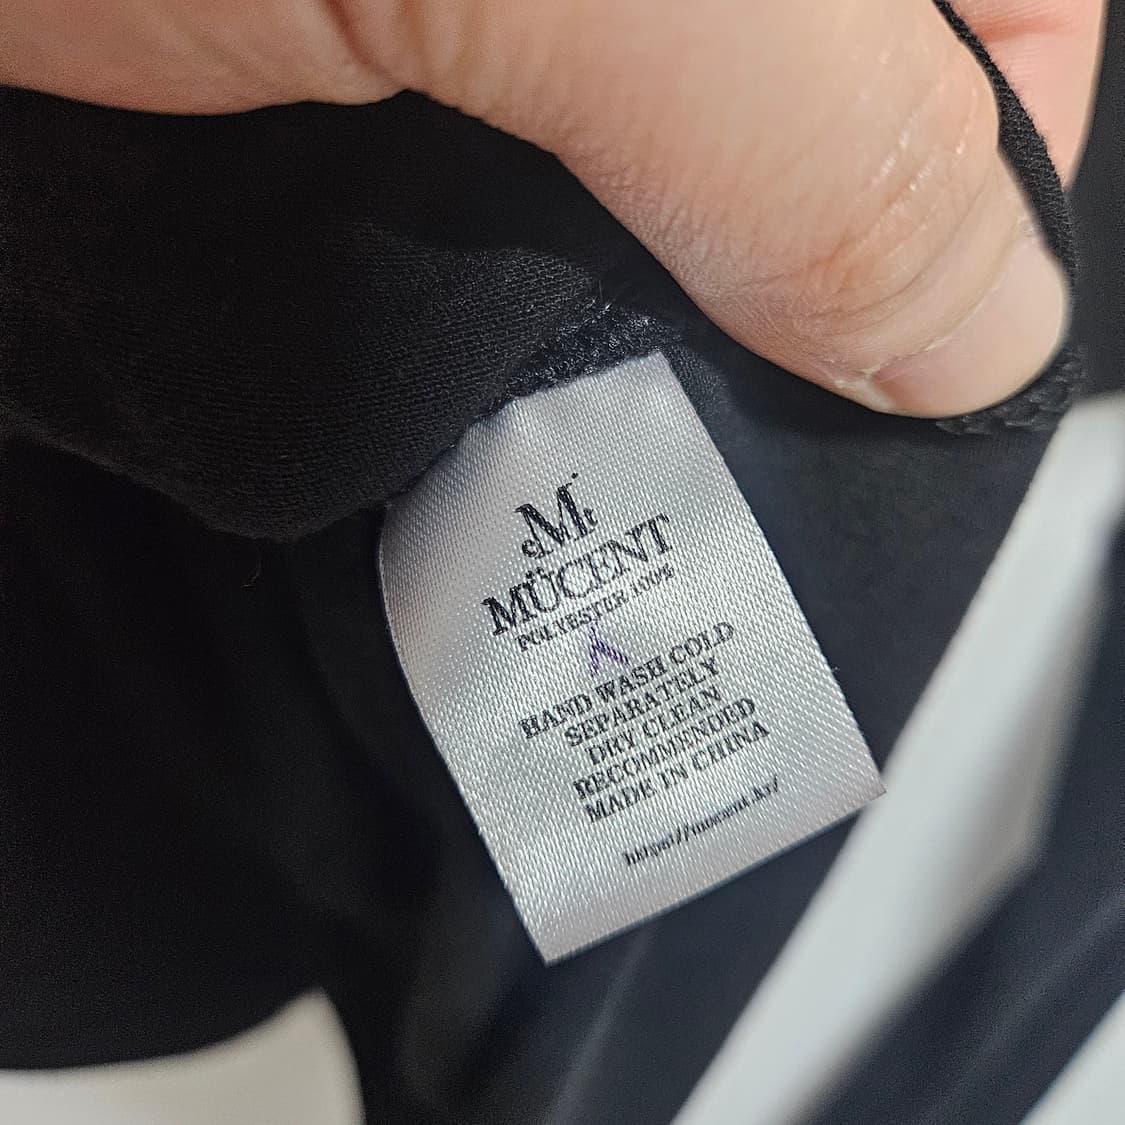 M
MÜCENT
POLYESTER 100%
HAND WASH COLD
SEPARATELY
DRY CLEAN
RECOMMENDED
MADE IN CHINA